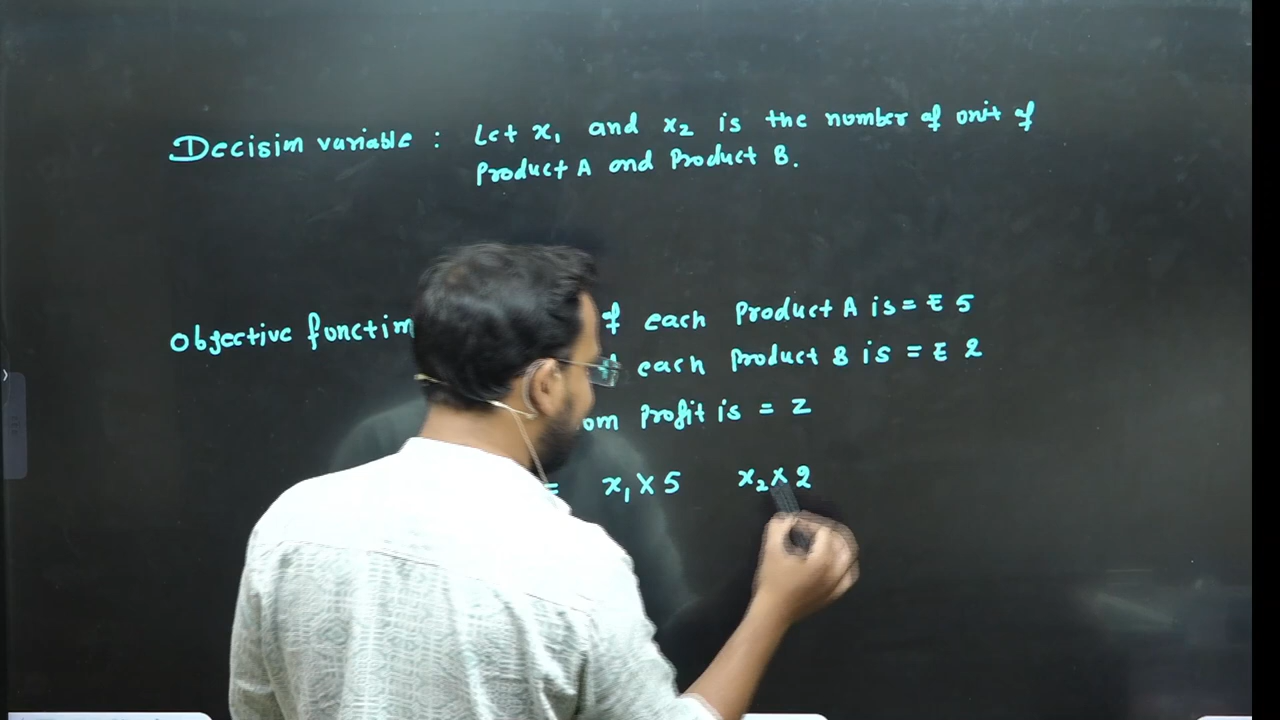 Decision variable : Let x₁ and x₂ is the number of unit of
Product A and Product B.
Objective function f each Product A is = ₹ 5
each Product B is = ₹ 2
profit is = Z
= x₁ × 5 x₂ × 2